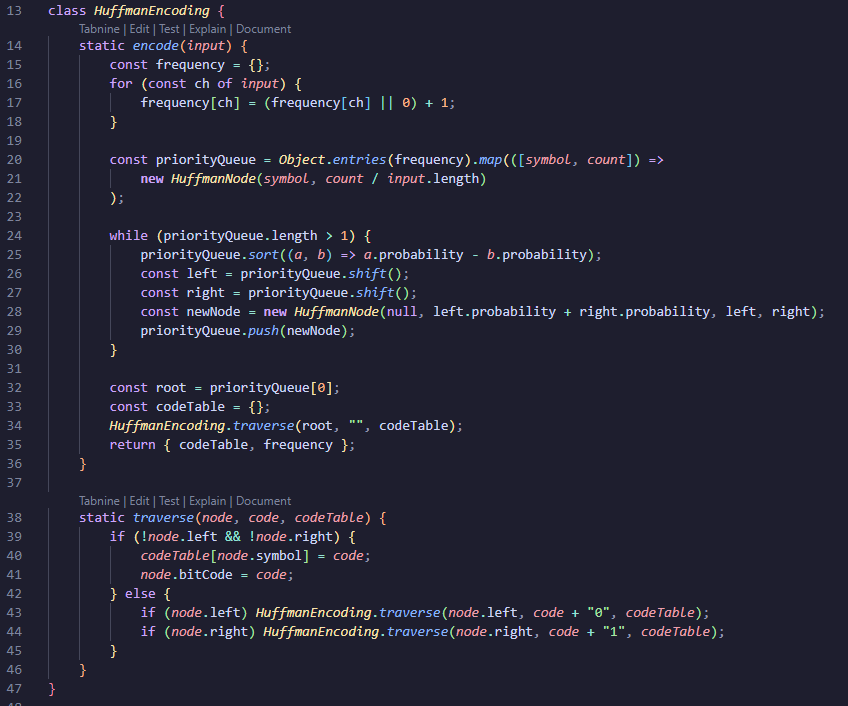 13 class HuffmanEncoding {
Tabnine | Edit | Test | Explain | Document
14 static encode(input) {
15 const frequency = {};
16 for (const ch of input) {
17 frequency[ch] = (frequency[ch] || 0) + 1;
18 }
19
20 const priorityQueue = Object.entries(frequency).map(([symbol, count]) =>
21 new HuffmanNode(symbol, count / input.length)
22 );
23
24 while (priorityQueue.length > 1) {
25 priorityQueue.sort((a, b) => a.probability - b.probability);
26 const left = priorityQueue.shift();
27 const right = priorityQueue.shift();
28 const newNode = new HuffmanNode(null, left.probability + right.probability, left, right);
29 priorityQueue.push(newNode);
30 }
31
32 const root = priorityQueue[0];
33 const codeTable = {};
34 HuffmanEncoding.traverse(root, "", codeTable);
35 return { codeTable, frequency };
36 }
37
Tabnine | Edit | Test | Explain | Document
38 static traverse(node, code, codeTable) {
39 if (!node.left && !node.right) {
40 codeTable[node.symbol] = code;
41 node.bitCode = code;
42 } else {
43 if (node.left) HuffmanEncoding.traverse(node.left, code + "0", codeTable);
44 if (node.right) HuffmanEncoding.traverse(node.right, code + "1", codeTable);
45 }
46 }
47 }